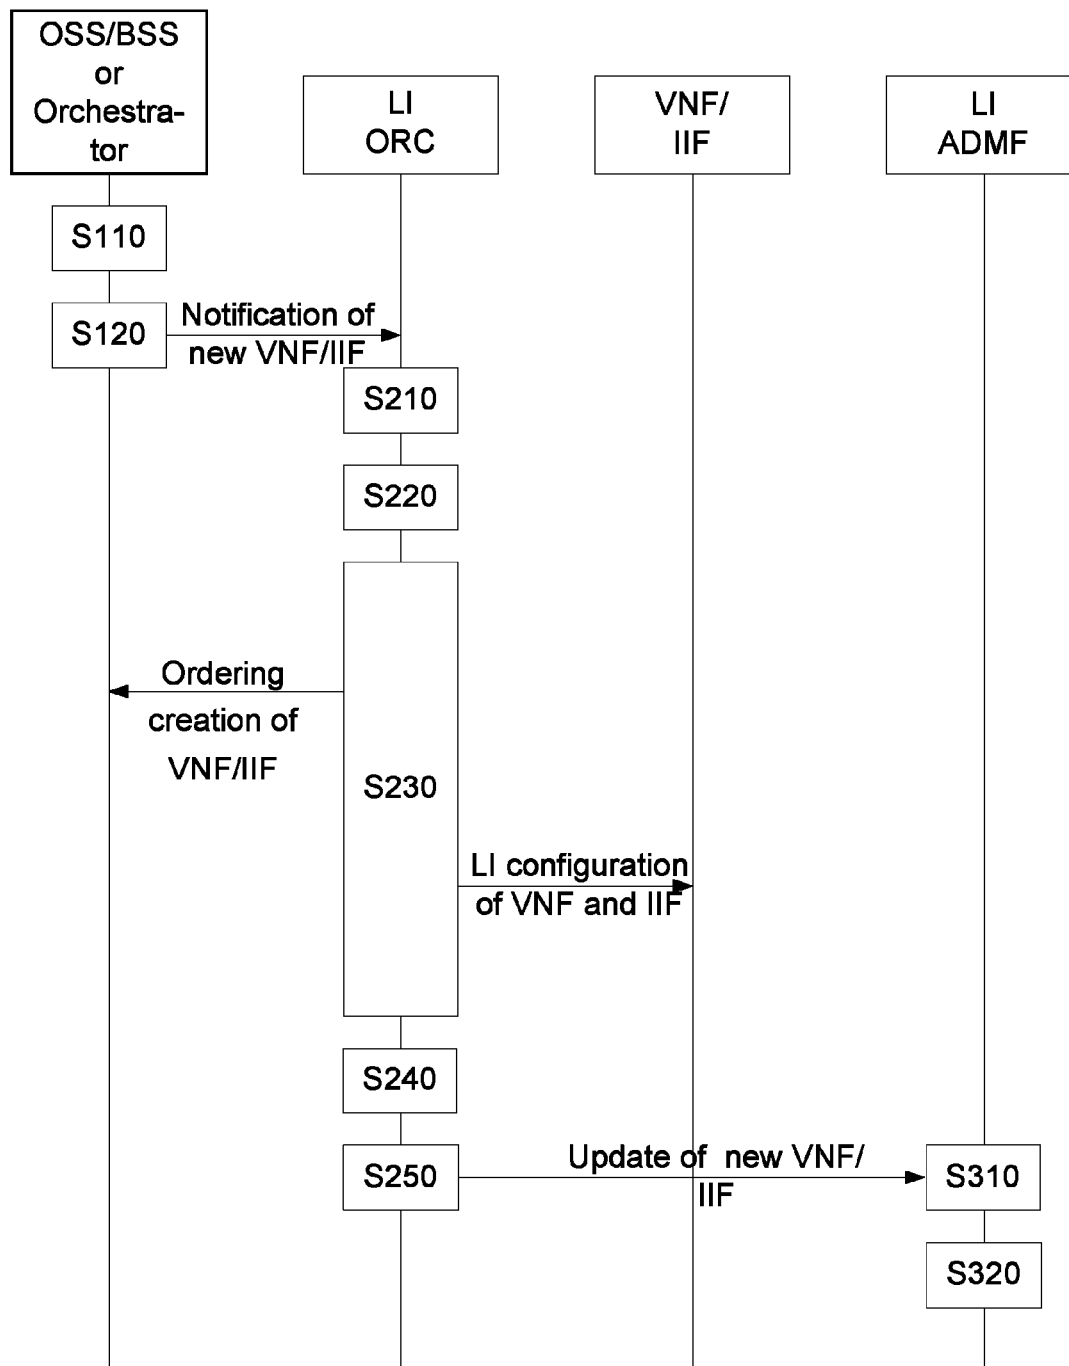 OSS/BSS
or
Orchestra-
tor
LI
ORC
VNF/
IIF
LI
ADMF
S110
S120
Notification of
new VNF/IIF
S210
S220
Ordering
creation of
VNF/IIF
S230
LI configuration
of VNF and IIF
S240
S250
Update of  new VNF/
IIF
S310
S320